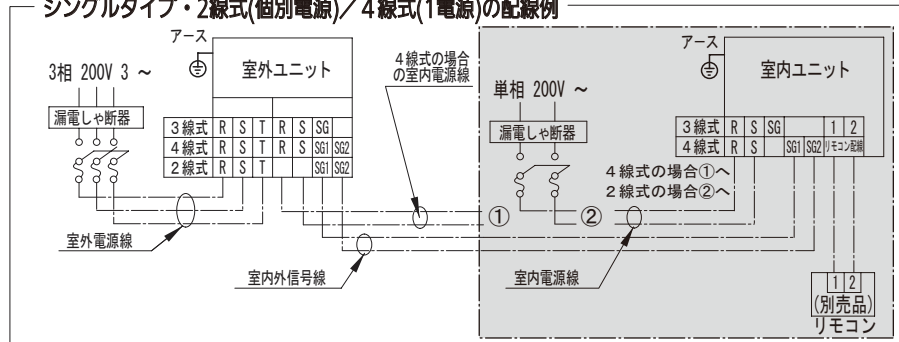 シングルタイプ・2線式(個別電源)/4線式(1電源)の配線例
アース
3相 200V 3 ~
漏電しゃ断器
室外ユニット
3線式 R S T R S SG
4線式 R S T R S SG1 SG2
2線式 R S T SG1 SG2
4線式の場合
の室内電源線
室外電源線
室内外信号線
単相 200V ~
漏電しゃ断器
アース
室内ユニット
3線式 R S SG 1 2
4線式 R S SG1 SG2 リモコン配線
4線式の場合①へ
2線式の場合②へ
① ②
室内電源線
1 2
(別売品)
リモコン